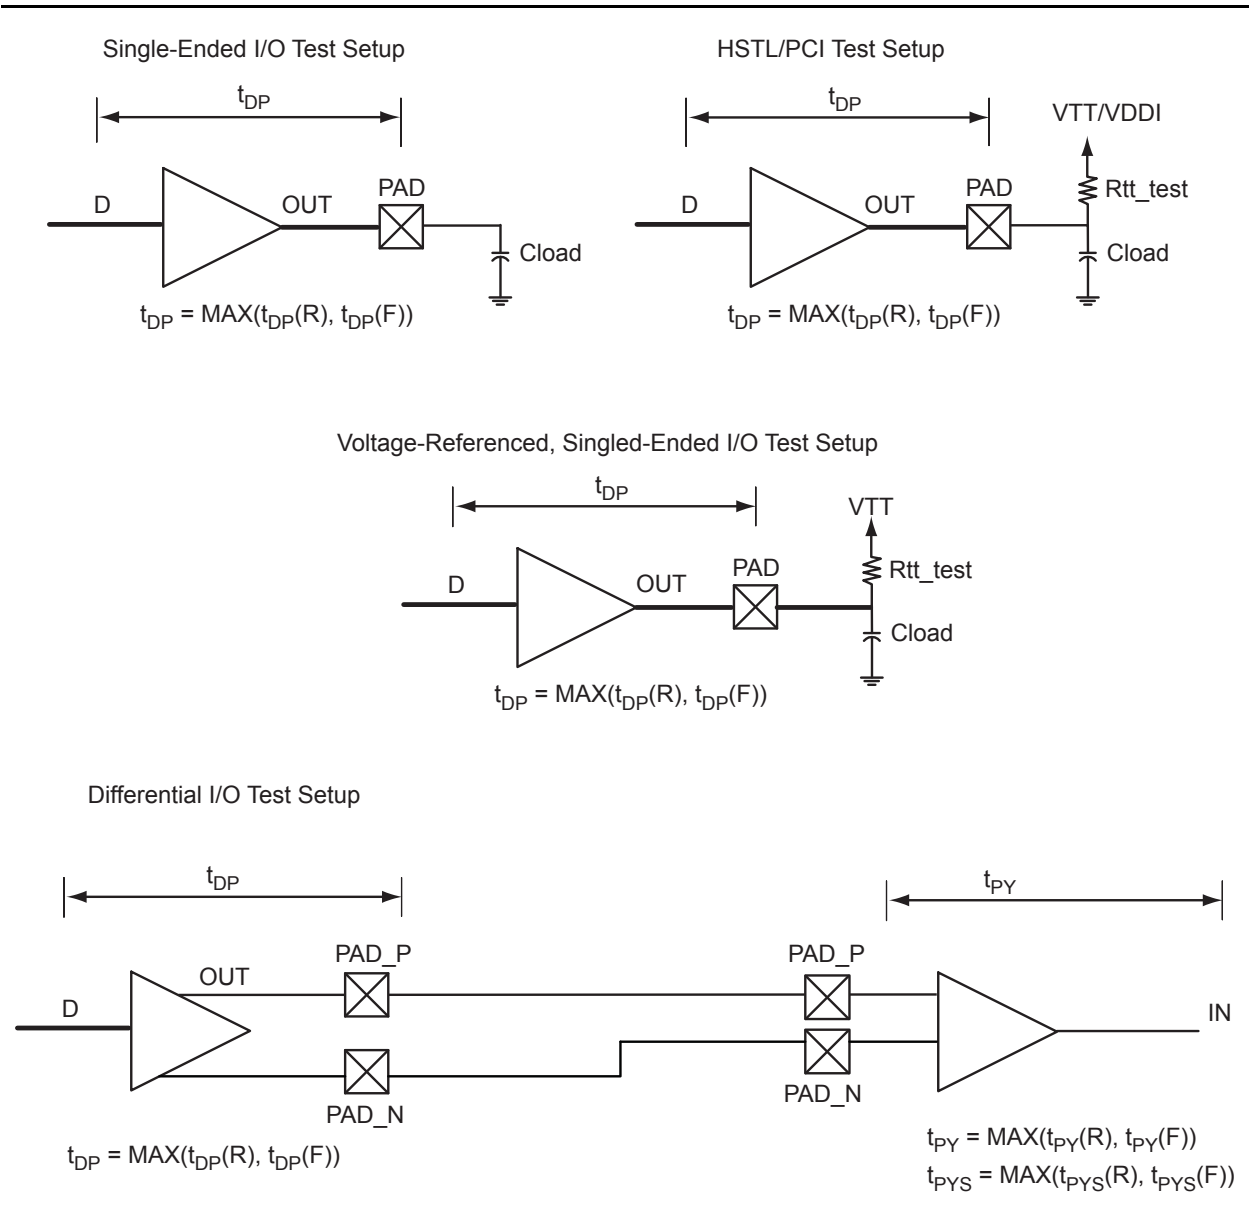 Single-Ended I/O Test Setup
tDP
D
OUT
PAD
Cload
tDP = MAX(tDP(R), tDP(F))
HSTL/PCI Test Setup
tDP
VTT/VDDI
D
OUT
PAD
Rtt_test
Cload
tDP = MAX(tDP(R), tDP(F))
Voltage-Referenced, Singled-Ended I/O Test Setup
tDP
VTT
D
OUT
PAD
Rtt_test
Cload
tDP = MAX(tDP(R), tDP(F))
Differential I/O Test Setup
tDP
tPY
D
OUT
PAD_P
PAD_P
IN
PAD_N
PAD_N
tDP = MAX(tDP(R), tDP(F))
tPY = MAX(tPY(R), tPY(F))
tPYS = MAX(tPYS(R), tPYS(F))